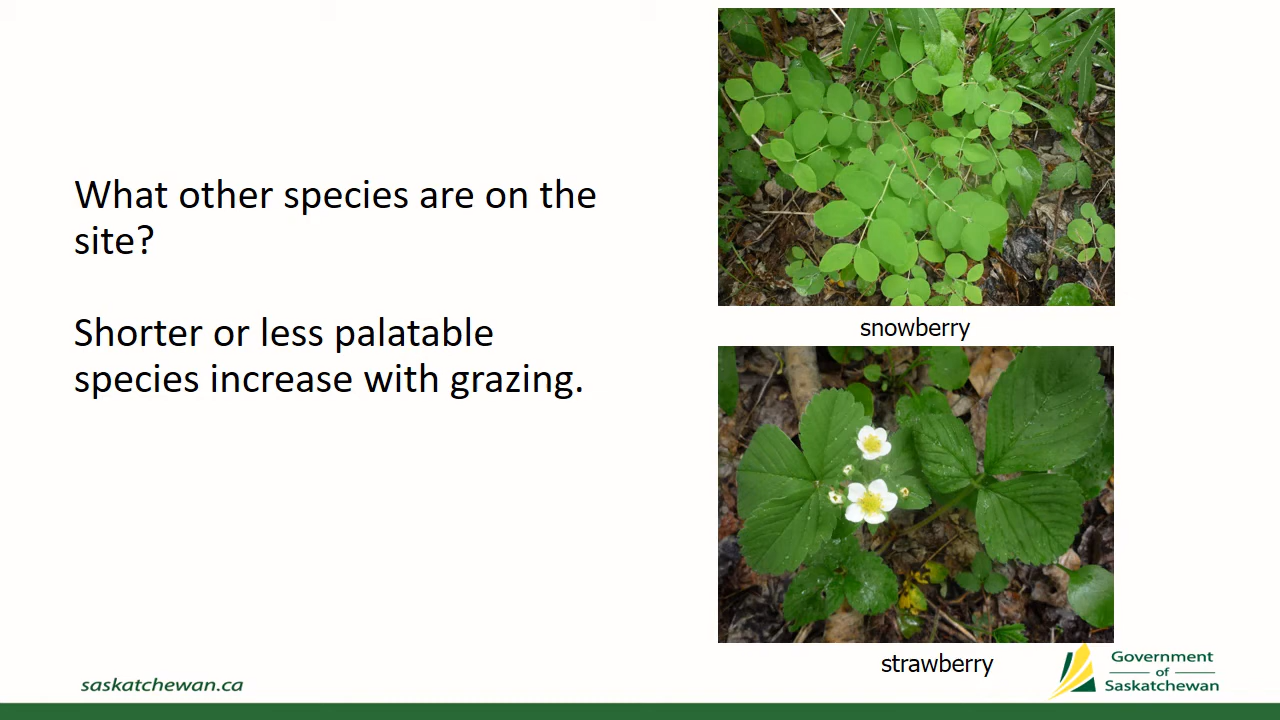 What other species are on the
site?
Shorter or less palatable
species increase with grazing.
snowberry
strawberry
saskatchewan.ca
Government
of
Saskatchewan